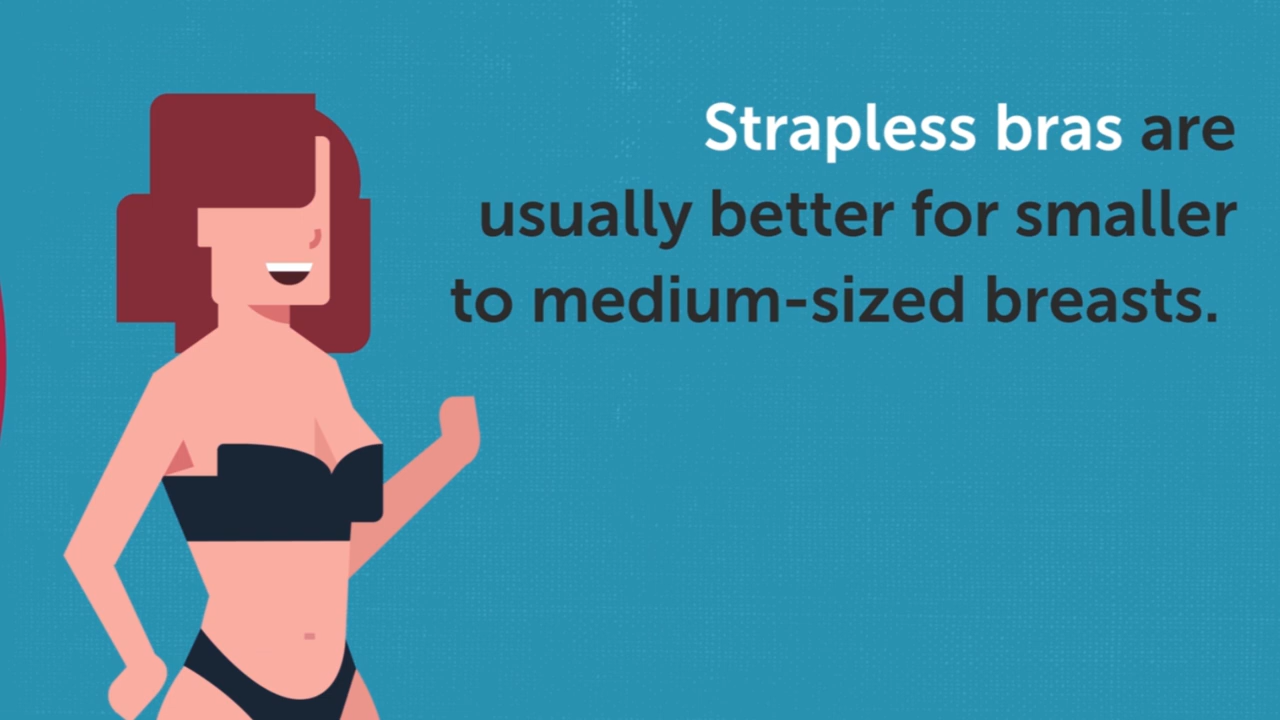 Strapless bras are
usually better for smaller
to medium-sized breasts.